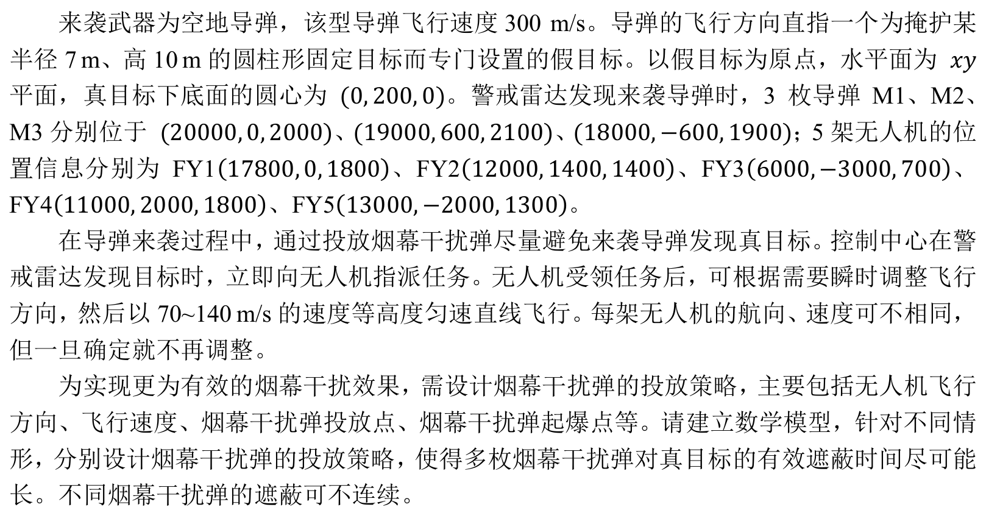 来袭武器为空地导弹，该型导弹飞行速度 300 m/s。导弹的飞行方向直指一个为掩护某
半径 7 m、高 10 m 的圆柱形固定目标而专门设置的假目标。以假目标为原点，水平面为 xy
平面，真目标下底面的圆心为 (0, 200, 0)。警戒雷达发现来袭导弹时，3 枚导弹 M1、M2、
M3 分别位于 (20000, 0, 2000)、(19000, 600, 2100)、(18000, −600, 1900)；5 架无人机的位
置信息分别为 FY1(17800, 0, 1800)、FY2(12000, 1400, 1400)、FY3(6000, −3000, 700)、
FY4(11000, 2000, 1800)、FY5(13000, −2000, 1300)。
在导弹来袭过程中，通过投放烟幕干扰弹尽量避免来袭导弹发现真目标。控制中心在警
戒雷达发现目标时，立即向无人机指派任务。无人机受领任务后，可根据需要瞬时调整飞行
方向，然后以 70~140 m/s 的速度等高度匀速直线飞行。每架无人机的航向、速度可不相同，
但一旦确定就不再调整。
为实现更为有效的烟幕干扰效果，需设计烟幕干扰弹的投放策略，主要包括无人机飞行
方向、飞行速度、烟幕干扰弹投放点、烟幕干扰弹起爆点等。请建立数学模型，针对不同情
形，分别设计烟幕干扰弹的投放策略，使得多枚烟幕干扰弹对真目标的有效遮蔽时间尽可能
长。不同烟幕干扰弹的遮蔽可不连续。